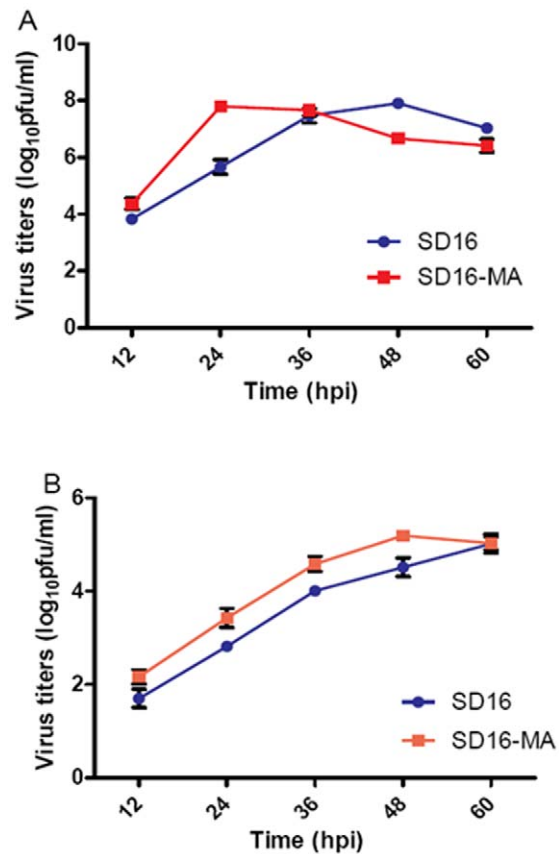 A
Virus titers (log10pfu/ml)
10
8
6
4
2
0
SD16
SD16-MA
12
24
36
48
60
Time (hpi)
B
Virus titers (log10pfu/ml)
6
4
2
0
SD16
SD16-MA
12
24
36
48
60
Time (hpi)